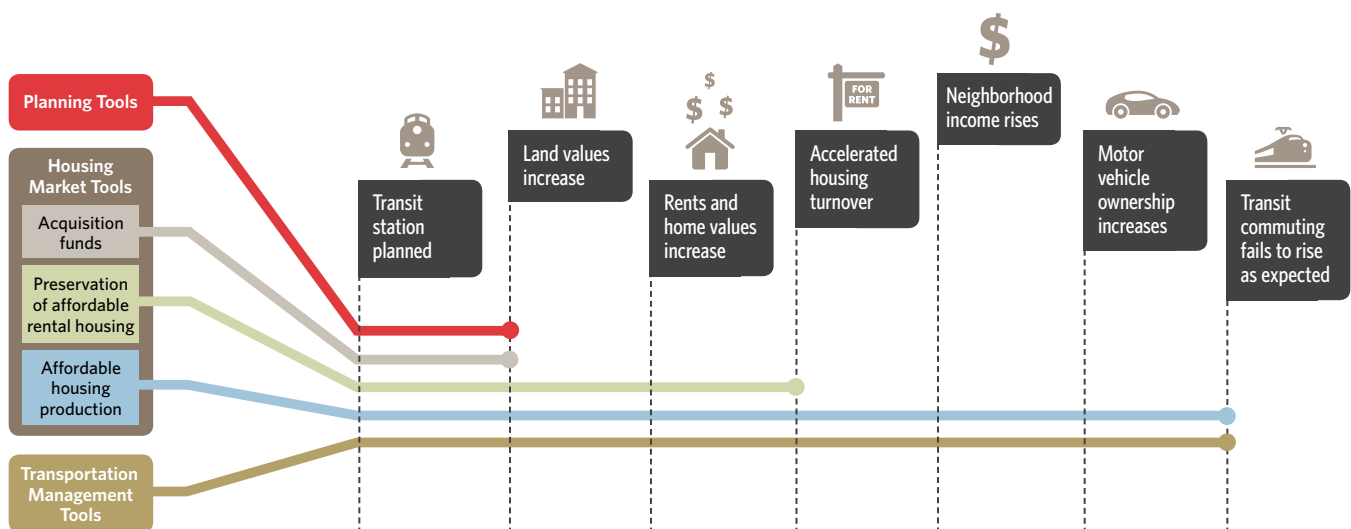 Planning Tools
Housing
Market Tools
Acquisition
funds
Preservation
of affordable
rental housing
Affordable
housing
production
Transportation
Management
Tools
Transit
station
planned
Land values
increase
$
$ $
Rents and
home values
increase
FOR
RENT
Accelerated
housing
turnover
$
Neighborhood
income rises
Motor
vehicle
ownership
increases
Transit
commuting
fails to rise
as expected